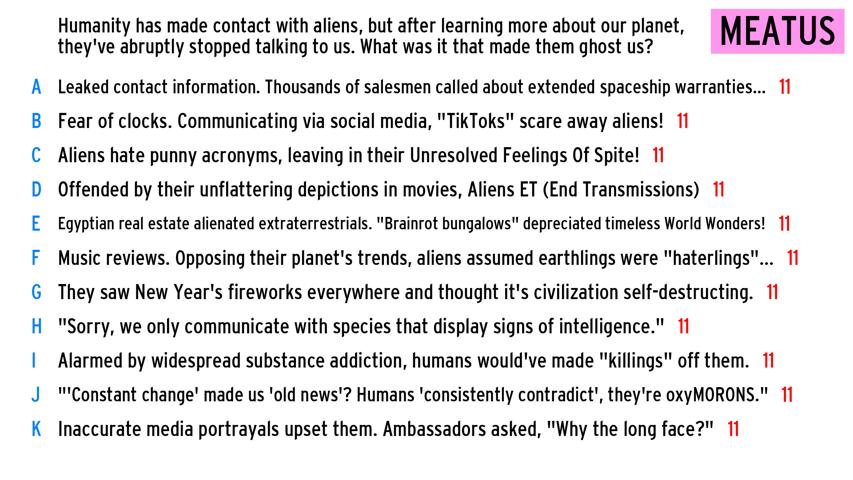 Humanity has made contact with aliens, but after learning more about our planet,
they've abruptly stopped talking to us. What was it that made them ghost us?
MEATUS
A Leaked contact information. Thousands of salesmen called about extended spaceship warranties... 11
B Fear of clocks. Communicating via social media, "TikToks" scare away aliens! 11
C Aliens hate punny acronyms, leaving in their Unresolved Feelings Of Spite! 11
D Offended by their unflattering depictions in movies, Aliens ET (End Transmissions) 11
E Egyptian real estate alienated extraterrestrials. "Brainrot bungalows" depreciated timeless World Wonders! 11
F Music reviews. Opposing their planet's trends, aliens assumed earthlings were "haterlings"... 11
G They saw New Year's fireworks everywhere and thought it's civilization self-destructing. 11
H "Sorry, we only communicate with species that display signs of intelligence." 11
I Alarmed by widespread substance addiction, humans would've made "killings" off them. 11
J "'Constant change' made us 'old news'? Humans 'consistently contradict', they're oxyMORONS." 11
K Inaccurate media portrayals upset them. Ambassadors asked, "Why the long face?" 11